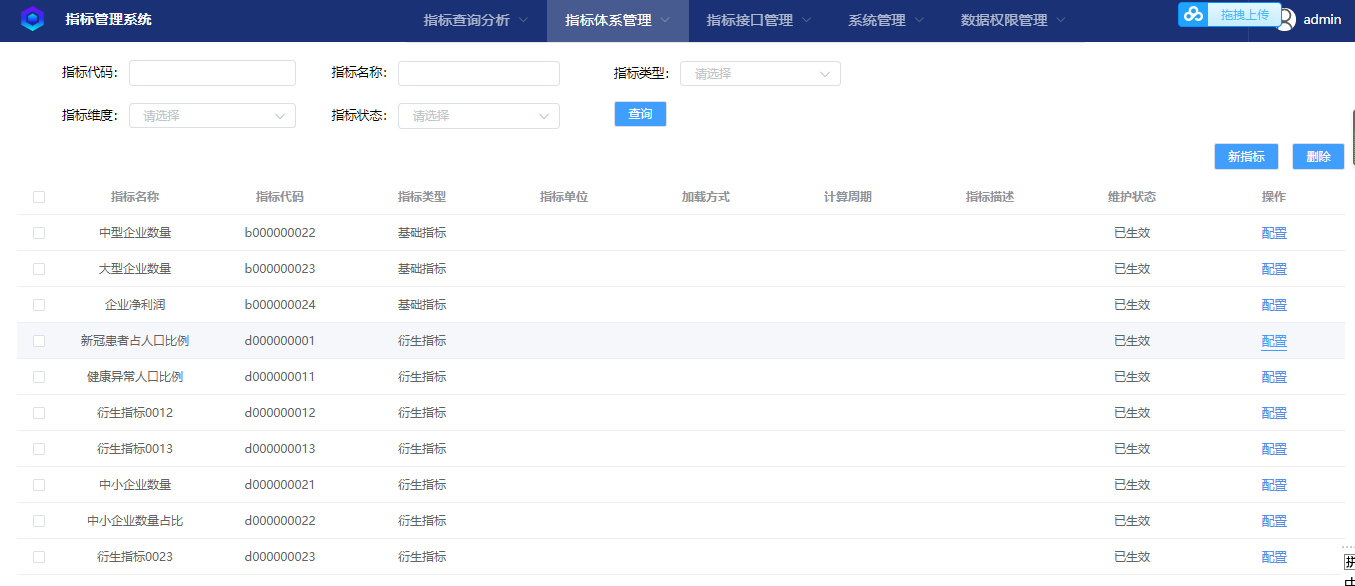 指标管理系统 指标查询分析 指标体系管理 指标接口管理 系统管理 数据权限管理 拖拽上传 admin
指标代码: 指标名称: 指标类型: 请选择
指标维度: 请选择 指标状态: 请选择 查询
新指标 删除
指标名称 指标代码 指标类型 指标单位 加载方式 计算周期 指标描述 维护状态 操作
中型企业数量 b000000022 基础指标 已生效 配置
大型企业数量 b000000023 基础指标 已生效 配置
企业净利润 b000000024 基础指标 已生效 配置
新冠患者占人口比例 d000000001 衍生指标 已生效 配置
健康异常人口比例 d000000011 衍生指标 已生效 配置
衍生指标0012 d000000012 衍生指标 已生效 配置
衍生指标0013 d000000013 衍生指标 已生效 配置
中小企业数量 d000000021 衍生指标 已生效 配置
中小企业数量占比 d000000022 衍生指标 已生效 配置
衍生指标0023 d000000023 衍生指标 已生效 配置